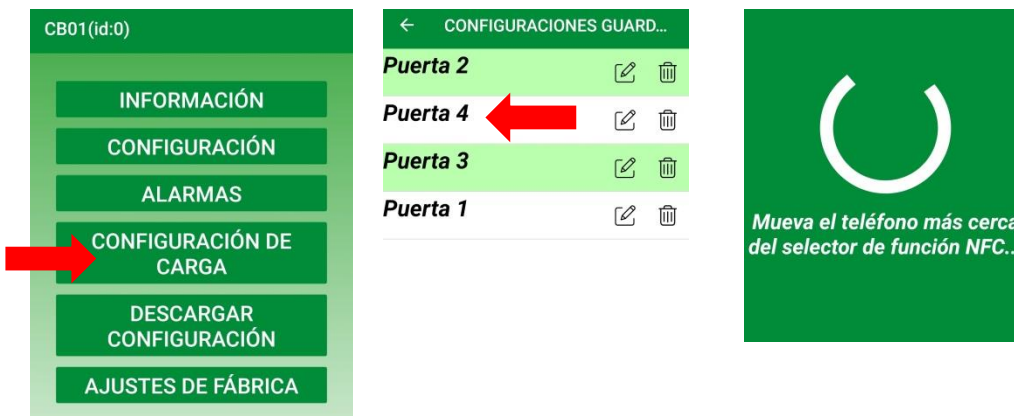 CB01(id:0)
INFORMACIÓN
CONFIGURACIÓN
ALARMAS
CONFIGURACIÓN DE
CARGA
DESCARGAR
CONFIGURACIÓN
AJUSTES DE FÁBRICA
CONFIGURACIONES GUARD...
Puerta 2
Puerta 4
Puerta 3
Puerta 1
Mueva el teléfono más cerca
del selector de función NFC..